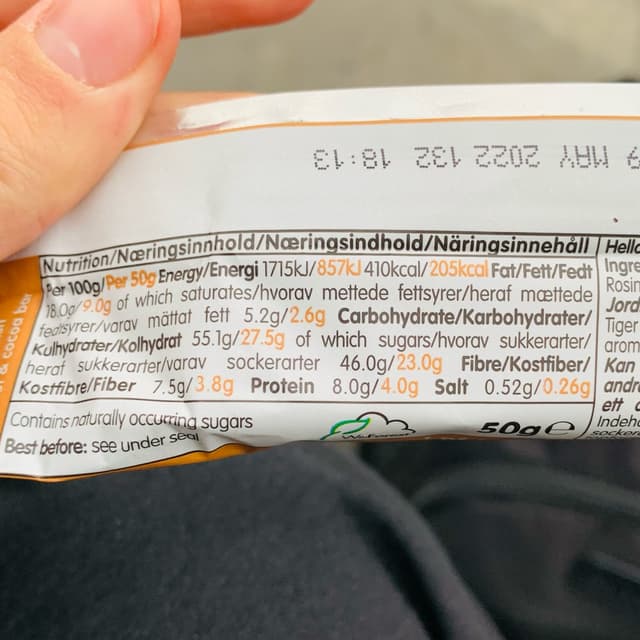 9 MAY 2022 132 18:13
Nutrition/Næringsinnhold/Næringsindhold/Näringsinnehåll
Per 100g/Per 50g Energy/Energi 1715kJ/857kJ 410kcal/205kcal Fat/Fett/Fedt
18.0g/9.0g of which saturates/hvorav mettede fettsyrer/heraf mættede
fedtsyrer/varav mättat fett 5.2g/2.6g Carbohydrate/Karbohydrater/
Kulhydrater/Kolhydrat 55.1g/27.5g of which sugars/hvorav sukkerarter/
heraf sukkerarter/varav sockerarter 46.0g/23.0g Fibre/Kostfiber/
Kostfibre/Fiber 7.5g/3.8g Protein 8.0g/4.0g Salt 0.52g/0.26g
Contains naturally occurring sugars
Best before: see under seal
50g e
& cocoa bar
Ingre
Rosin
Jord
Tiger
arom
Kan
andr
ett
Indeh